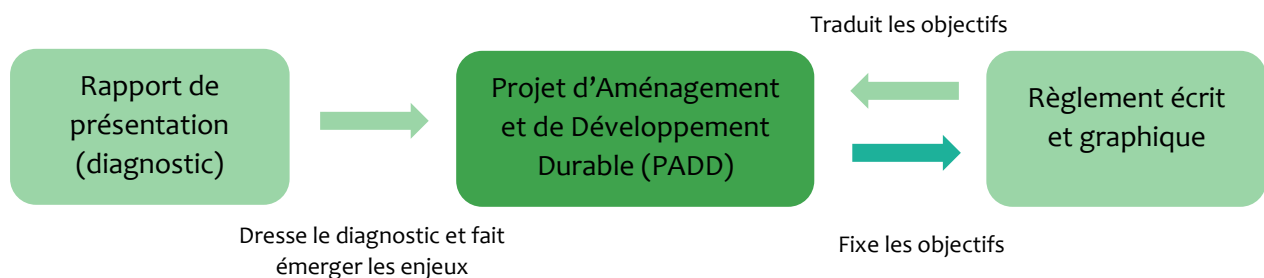 Traduit les objectifs
Rapport de
présentation
(diagnostic)
Projet d’Aménagement
et de Développement
Durable (PADD)
Règlement écrit
et graphique
Dresse le diagnostic et fait
émerger les enjeux
Fixe les objectifs